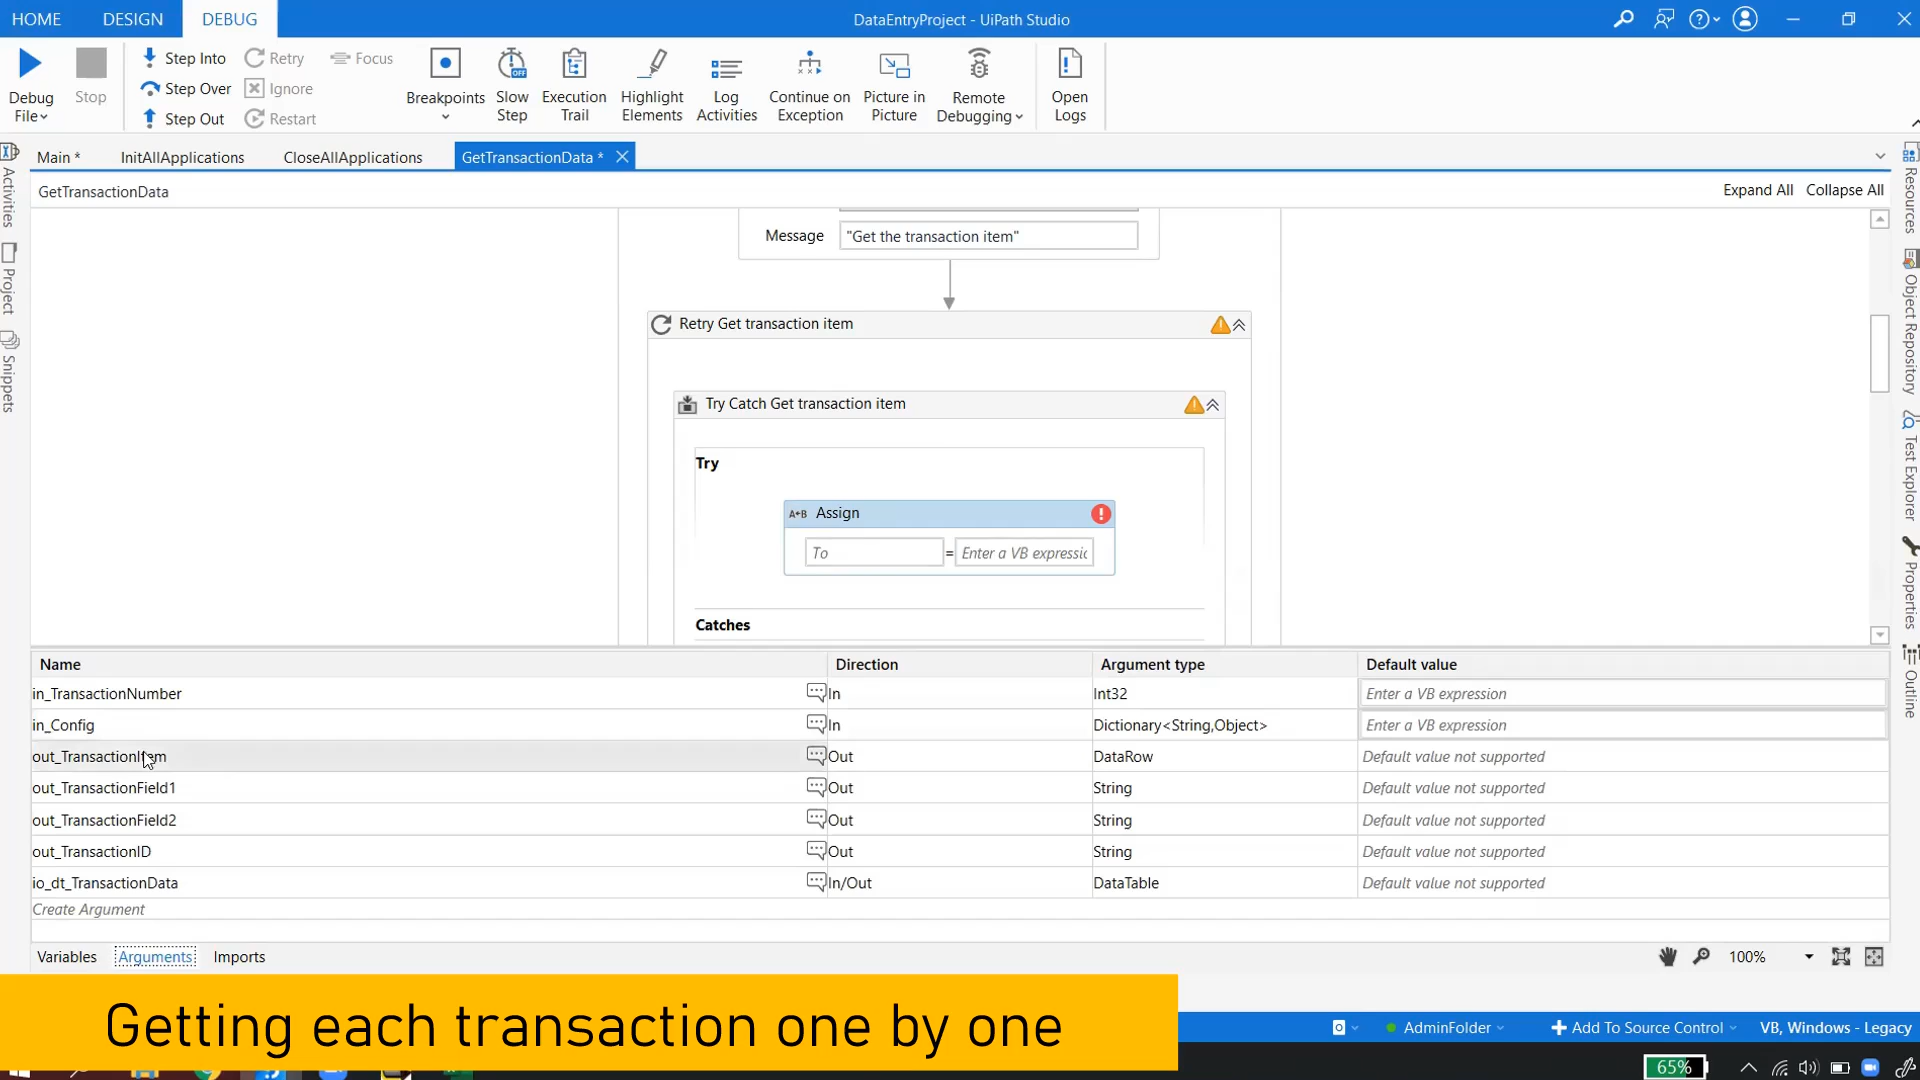 HOME DESIGN DEBUG DataEntryProject - UiPath Studio
Debug File
Stop
Step Into
Step Over
Step Out
Retry
Ignore
Restart
Focus
Breakpoints
Slow Step
OFF
Execution Trail
Highlight Elements
Log Activities
Continue on Exception
Picture in Picture
Remote Debugging
Open Logs
Main * InitAllApplications CloseAllApplications GetTransactionData *
GetTransactionData Expand All Collapse All
Activities
Project
Snippets
Resources
Object Repository
Test Explorer
Properties
Outline
Message "Get the transaction item"
Retry Get transaction item
Try Catch Get transaction item
Try
A+B Assign
To = Enter a VB expressic
Catches
Name Direction Argument type Default value
in_TransactionNumber In Int32 Enter a VB expression
in_Config In Dictionary<String,Object> Enter a VB expression
out_TransactionItem Out DataRow Default value not supported
out_TransactionField1 Out String Default value not supported
out_TransactionField2 Out String Default value not supported
out_TransactionID Out String Default value not supported
io_dt_TransactionData In/Out DataTable Default value not supported
Create Argument
Variables Arguments Imports 100%
Getting each transaction one by one
AdminFolder Add To Source Control VB, Windows - Legacy
65%